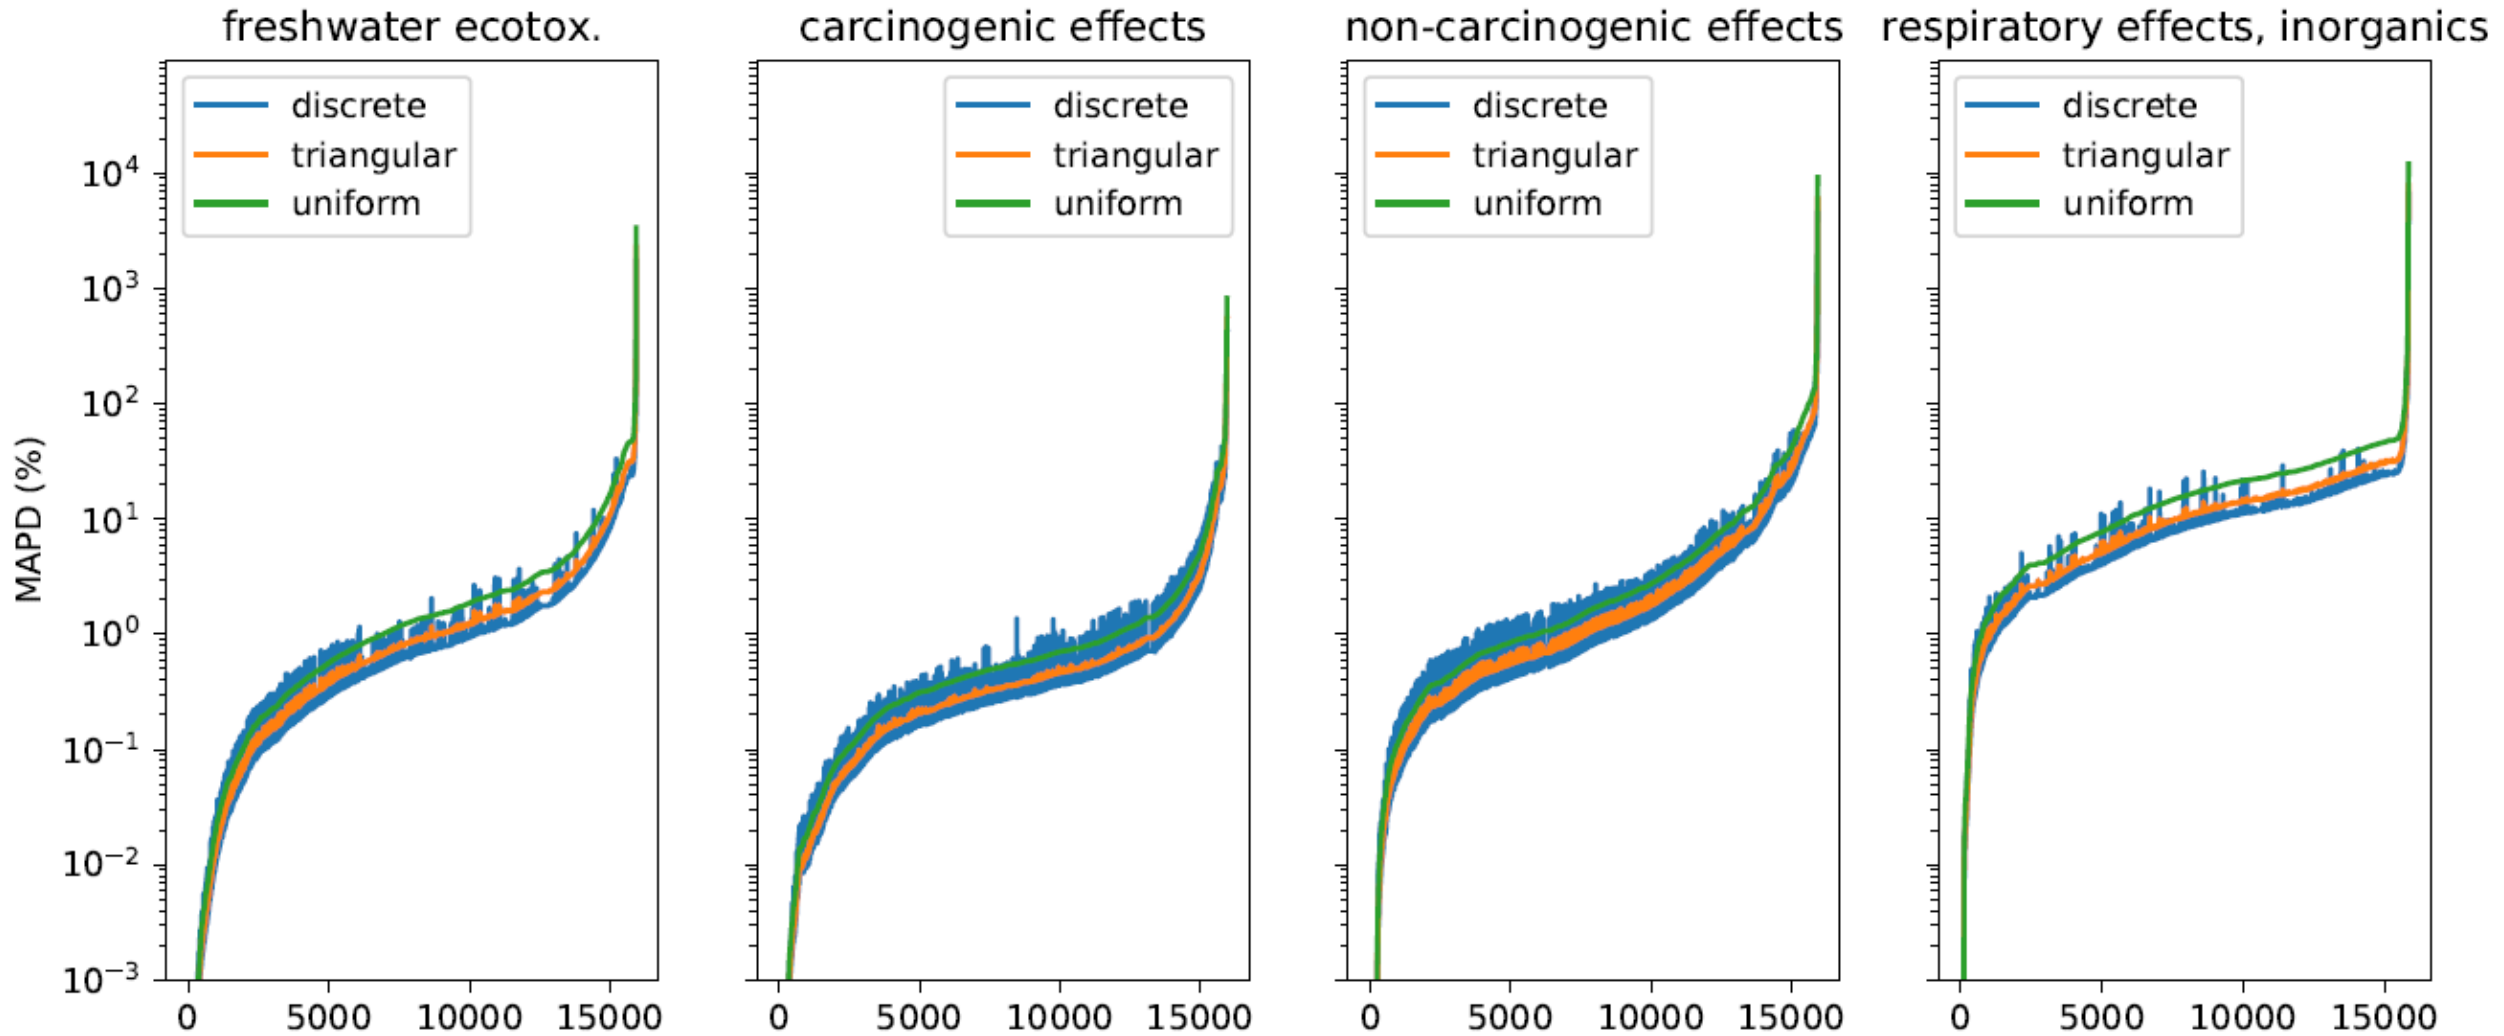 freshwater ecotox.
carcinogenic effects
non-carcinogenic effects
respiratory effects, inorganics
discrete
triangular
uniform
discrete
triangular
uniform
discrete
triangular
uniform
discrete
triangular
uniform
MAPD (%)
10⁴
10³
10²
10¹
10⁰
10⁻¹
10⁻²
10⁻³
0 5000 10000 15000
0 5000 10000 15000
0 5000 10000 15000
0 5000 10000 15000